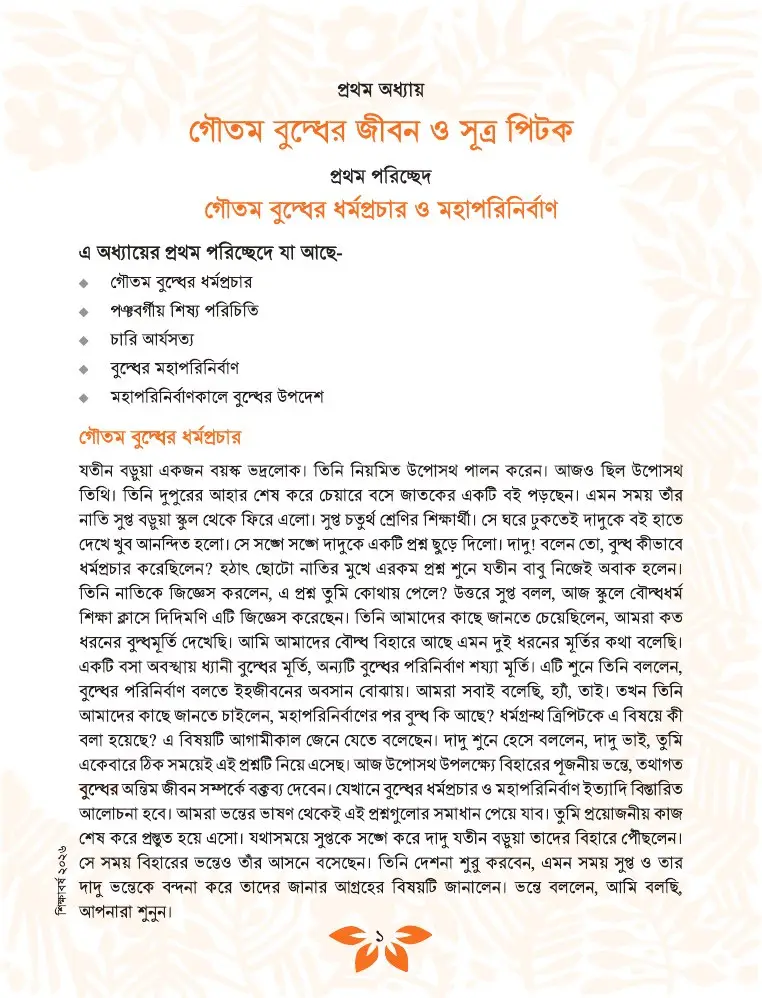 প্রথম অধ্যায়
গৌতম বুদ্ধের জীবন ও সূত্র পিটক
প্রথম পরিচ্ছেদ
গৌতম বুদ্ধের ধর্মপ্রচার ও মহাপরিনির্বাণ
এ অধ্যায়ের প্রথম পরিচ্ছেদে যা আছে-
◆ গৌতম বুদ্ধের ধর্মপ্রচার
◆ পঞ্চবর্গীয় শিষ্য পরিচিতি
◆ চারি আর্যসত্য
◆ বুদ্ধের মহাপরিনির্বাণ
◆ মহাপরিনির্বাণকালে বুদ্ধের উপদেশ
গৌতম বুদ্ধের ধর্মপ্রচার
যতীন বড়ুয়া একজন বয়স্ক ভদ্রলোক। তিনি নিয়মিত উপোসথ পালন করেন। আজও ছিল উপোসথ
তিথি। তিনি দুপুরের আহার শেষ করে চেয়ারে বসে জাতকের একটি বই পড়ছেন। এমন সময় তাঁর
নাতি সুপ্ত বড়ুয়া স্কুল থেকে ফিরে এলো। সুপ্ত চতুর্থ শ্রেণির শিক্ষার্থী। সে ঘরে ঢুকতেই দাদুকে বই হাতে
দেখে খুব আনন্দিত হলো। সে সঙ্গে সঙ্গে দাদুকে একটি প্রশ্ন ছুড়ে দিলো। দাদু! বলেন তো, বুদ্ধ কীভাবে
ধর্মপ্রচার করেছিলেন? হঠাৎ ছোটো নাতির মুখে এরকম প্রশ্ন শুনে যতীন বাবু নিজেই অবাক হলেন।
তিনি নাতিকে জিজ্ঞেস করলেন, এ প্রশ্ন তুমি কোথায় পেলে? উত্তরে সুপ্ত বলল, আজ স্কুলে বৌদ্ধধর্ম
শিক্ষা ক্লাসে দিদিমণি এটি জিজ্ঞেস করেছেন। তিনি আমাদের কাছে জানতে চেয়েছিলেন, আমরা কত
ধরনের বুদ্ধমূর্তি দেখেছি। আমি আমাদের বৌদ্ধ বিহারে আছে এমন দুই ধরনের মূর্তির কথা বলেছি।
একটি বসা অবস্থায় ধ্যানী বুদ্ধের মূর্তি, অন্যটি বুদ্ধের পরিনির্বাণ শয্যা মূর্তি। এটি শুনে তিনি বললেন,
বুদ্ধের পরিনির্বাণ বলতে ইহজীবনের অবসান বোঝায়। আমরা সবাই বলেছি, হ্যাঁ, তাই। তখন তিনি
আমাদের কাছে জানতে চাইলেন, মহাপরিনির্বাণের পর বুদ্ধ কি আছে? ধর্মগ্রন্থ ত্রিপিটকে এ বিষয়ে কী
বলা হয়েছে? এ বিষয়টি আগামীকাল জেনে যেতে বলেছেন। দাদু শুনে হেসে বললেন, দাদু ভাই, তুমি
একেবারে ঠিক সময়েই এই প্রশ্নটি নিয়ে এসেছ। আজ উপোসথ উপলক্ষ্যে বিহারের পূজনীয় ভন্তে, তথাগত
বুদ্ধের অন্তিম জীবন সম্পর্কে বক্তব্য দেবেন। যেখানে বুদ্ধের ধর্মপ্রচার ও মহাপরিনির্বাণ ইত্যাদি বিস্তারিত
আলোচনা হবে। আমরা ভন্তের ভাষণ থেকেই এই প্রশ্নগুলোর সমাধান পেয়ে যাব। তুমি প্রয়োজনীয় কাজ
শেষ করে প্রস্তুত হয়ে এসো। যথাসময়ে সুপ্তকে সঙ্গে করে দাদু যতীন বড়ুয়া তাদের বিহারে পৌঁছলেন।
সে সময় বিহারের ভন্তেও তাঁর আসনে বসেছেন। তিনি দেশনা শুরু করবেন, এমন সময় সুপ্ত ও তার
দাদু ভন্তেকে বন্দনা করে তাদের জানার আগ্রহের বিষয়টি জানালেন। ভন্তে বললেন, আমি বলছি,
আপনারা শুনুন।
শিক্ষাবর্ষ ২০২৬
১